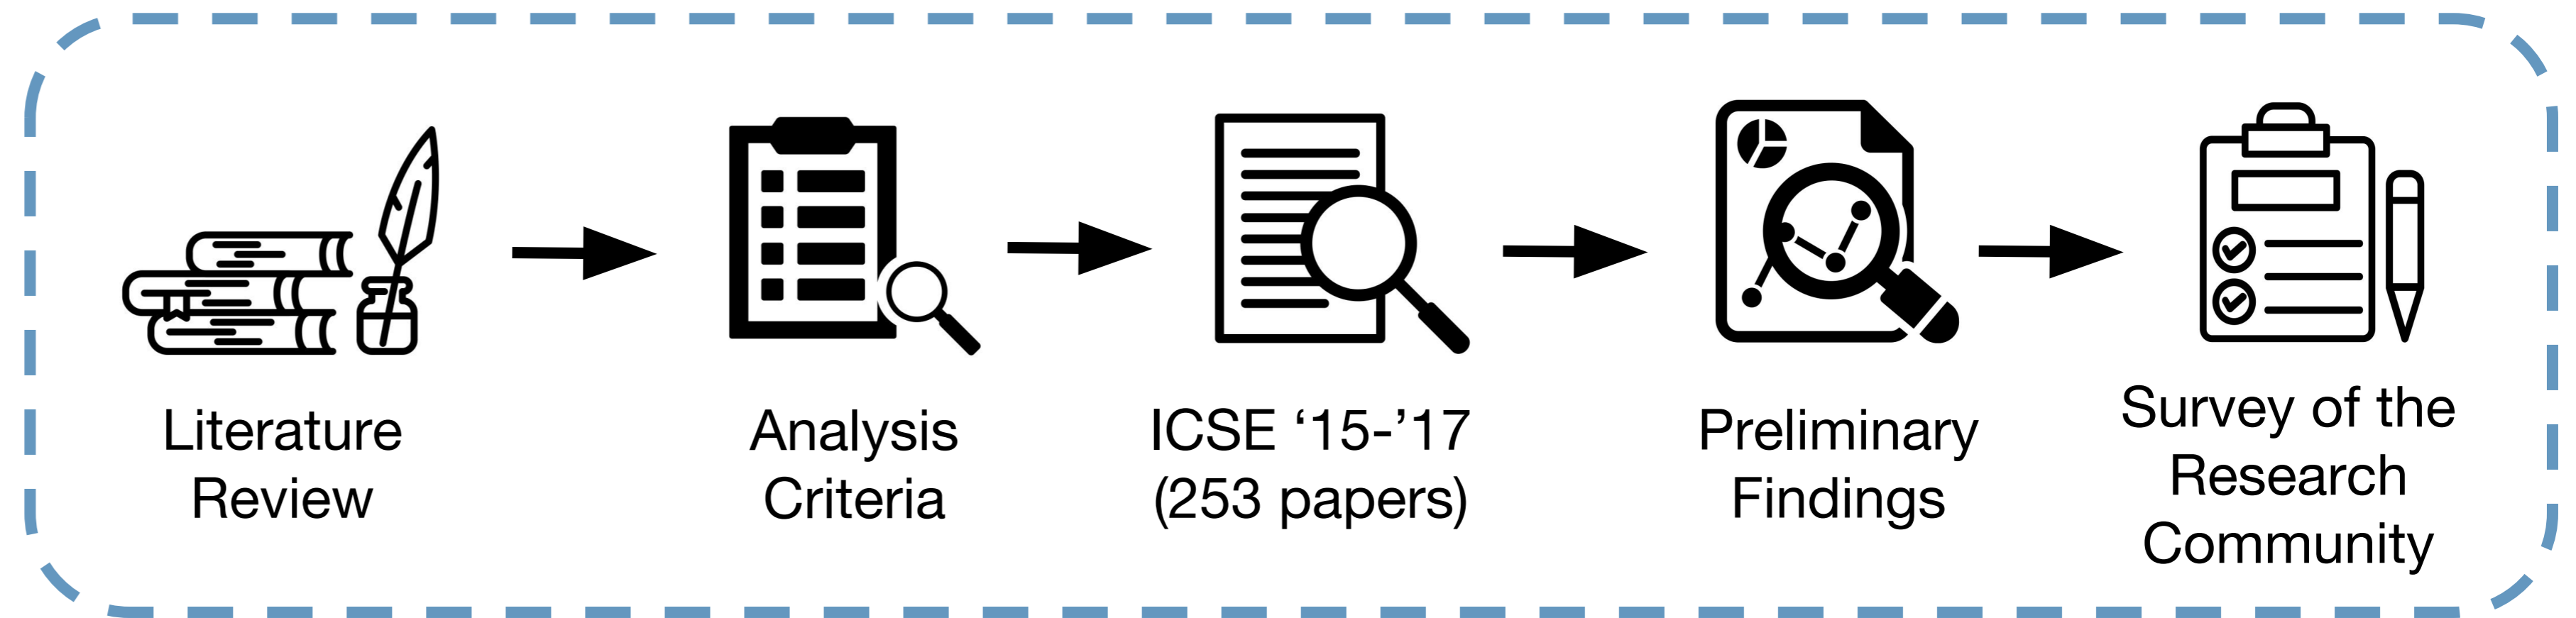 Literature
Review
Analysis
Criteria
ICSE ‘15-’17
(253 papers)
Preliminary
Findings
Survey of the
Research
Community